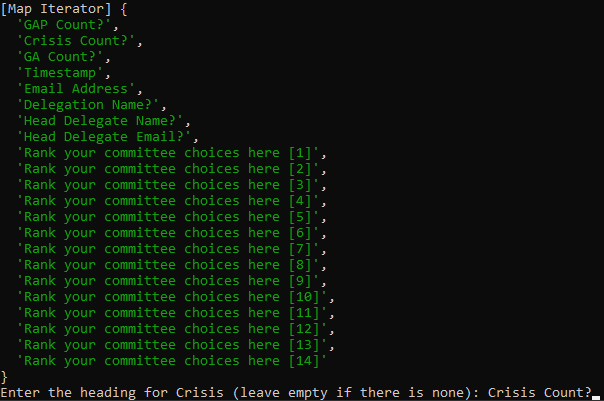 [Map Iterator] {
  'GAP Count?',
  'Crisis Count?',
  'GA Count?',
  'Timestamp',
  'Email Address',
  'Delegation Name?',
  'Head Delegate Name?',
  'Head Delegate Email?',
  'Rank your committee choices here [1]',
  'Rank your committee choices here [2]',
  'Rank your committee choices here [3]',
  'Rank your committee choices here [4]',
  'Rank your committee choices here [5]',
  'Rank your committee choices here [6]',
  'Rank your committee choices here [7]',
  'Rank your committee choices here [8]',
  'Rank your committee choices here [9]',
  'Rank your committee choices here [10]',
  'Rank your committee choices here [11]',
  'Rank your committee choices here [12]',
  'Rank your committee choices here [13]',
  'Rank your committee choices here [14]'
}
Enter the heading for Crisis (leave empty if there is none): Crisis Count?